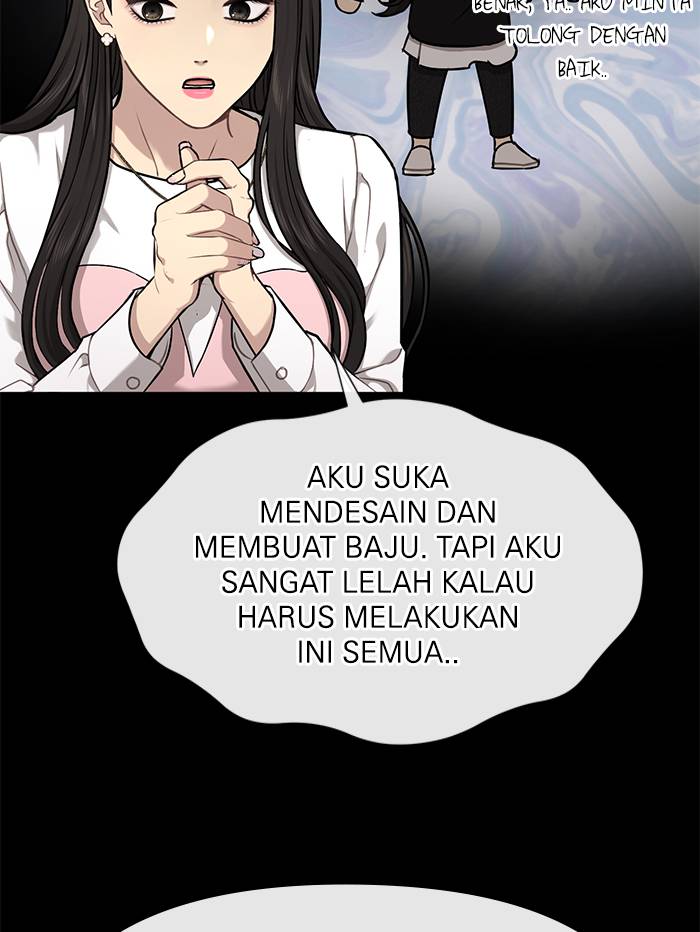 BENAR, YA.. AKU MINTA
TOLONG DENGAN
BAIK..
AKU SUKA
MENDESAIN DAN
MEMBUAT BAJU. TAPI AKU
SANGAT LELAH KALAU
HARUS MELAKUKAN
INI SEMUA..